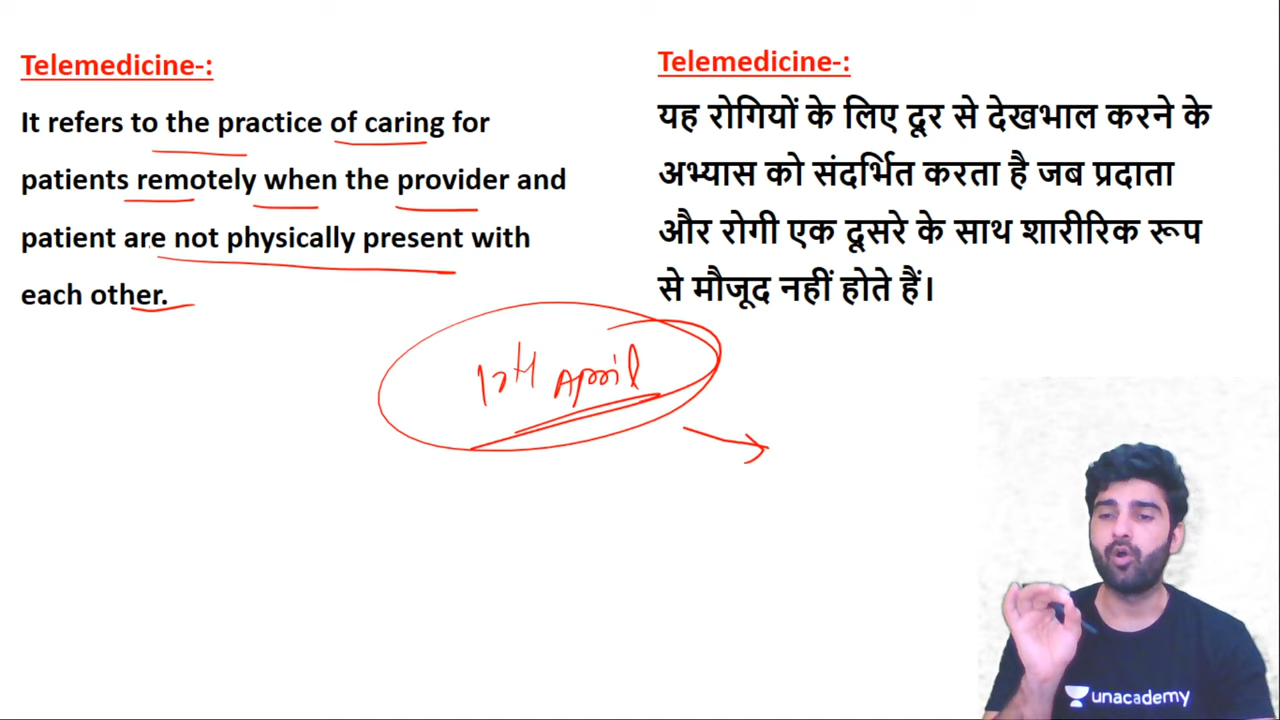 Telemedicine-:
It refers to the practice of caring for
patients remotely when the provider and
patient are not physically present with
each other.
Telemedicine-:
यह रोगियों के लिए दूर से देखभाल करने के
अभ्यास को संदर्भित करता है जब प्रदाता
और रोगी एक दूसरे के साथ शारीरिक रूप
से मौजूद नहीं होते हैं।
April
unacademy